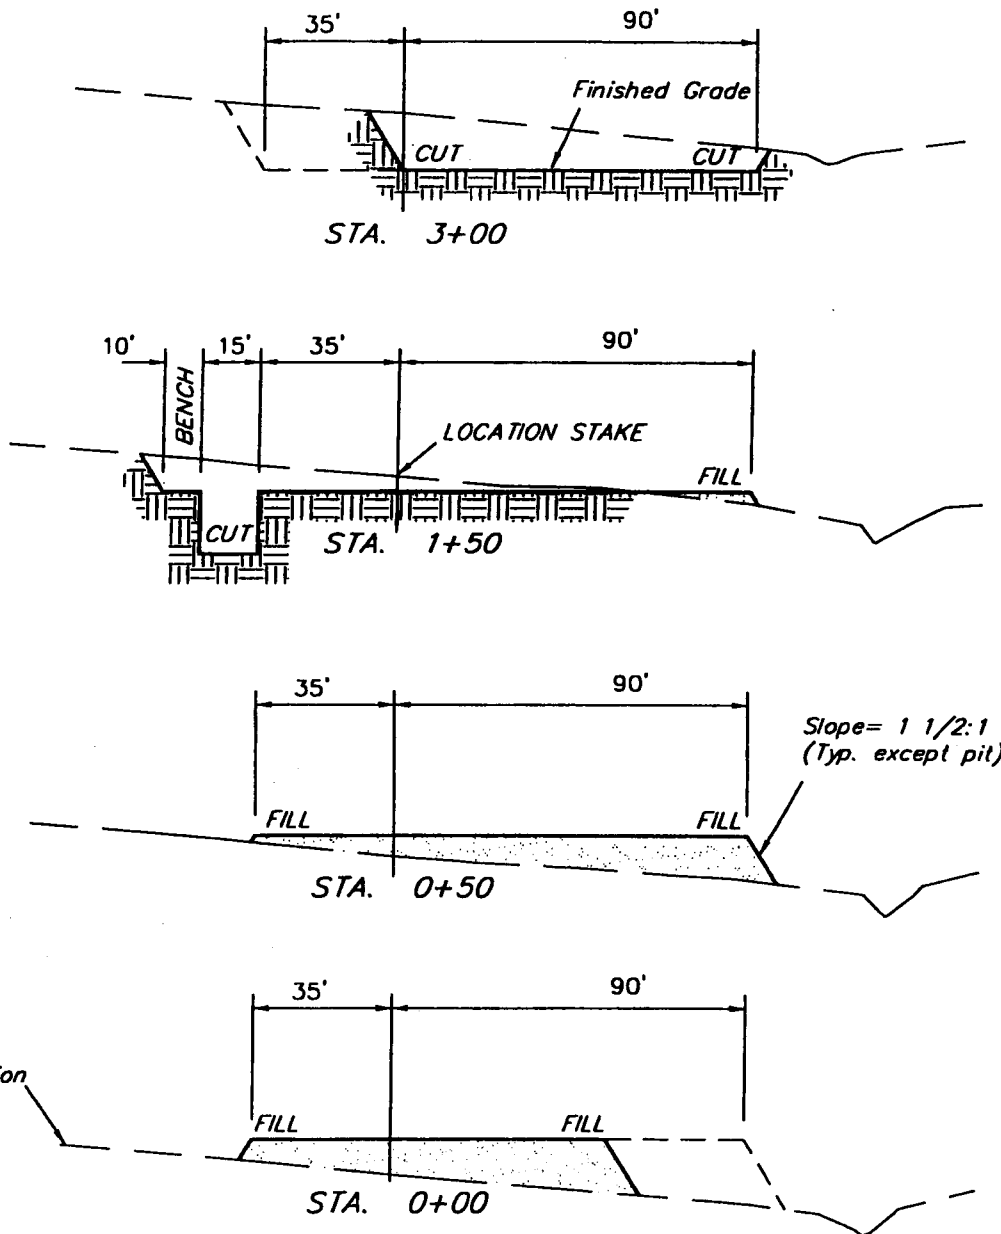 35'
90'
Finished Grade
CUT
CUT
STA. 3+00
10'
15'
35'
90'
BENCH
LOCATION STAKE
FILL
CUT
STA. 1+50
35'
90'
Slope= 1 1/2:1
(Typ. except pit)
FILL
FILL
STA. 0+50
35'
90'
FILL
FILL
STA. 0+00